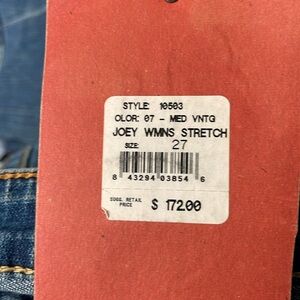 STYLE: 10503
OLOR: 07 - MED VNTG
JOEY WMNS STRETCH
SIZE: 27
8 43294 03854 6
SUGG. RETAIL
PRICE $ 172.00